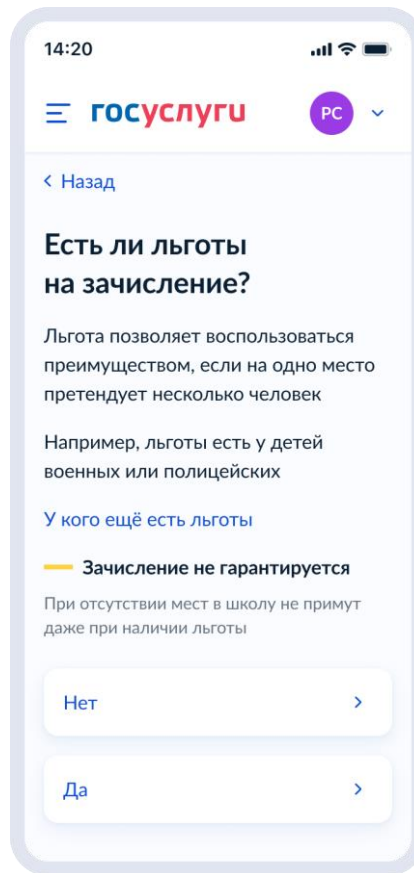 14:20
госуслуги
РС
Назад
Есть ли льготы
на зачисление?
Льгота позволяет воспользоваться
преимуществом, если на одно место
претендует несколько человек
Например, льготы есть у детей
военных или полицейских
У кого ещё есть льготы
Зачисление не гарантируется
При отсутствии мест в школу не примут
даже при наличии льготы
Нет
Да